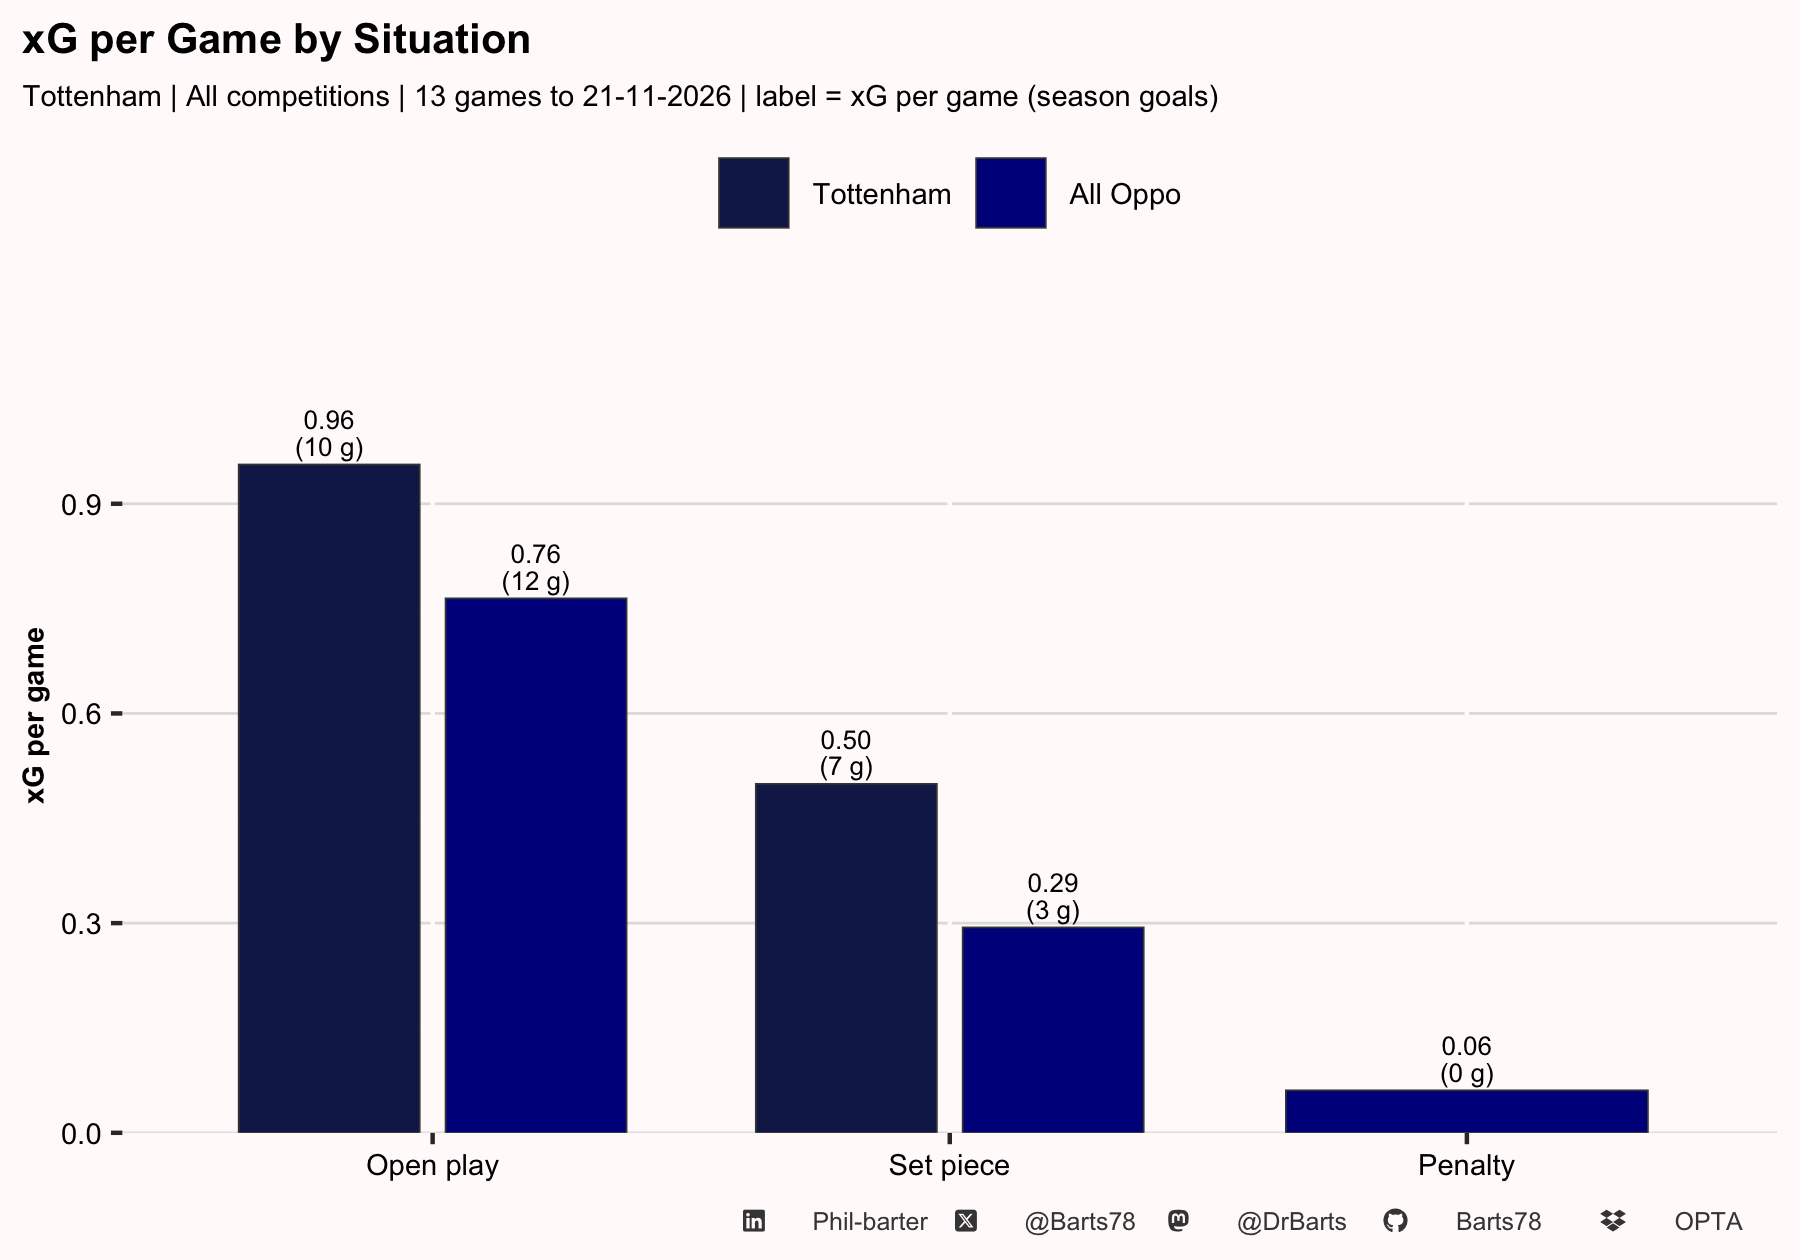 xG per Game by Situation
Tottenham | All competitions | 13 games to 21-11-2026 | label = xG per game (season goals)
Tottenham
All Oppo
xG per game
0.9
0.6
0.3
0.0
0.96
(10 g)
0.76
(12 g)
0.50
(7 g)
0.29
(3 g)
0.06
(0 g)
Open play
Set piece
Penalty
Phil-barter @Barts78 @DrBarts Barts78 OPTA